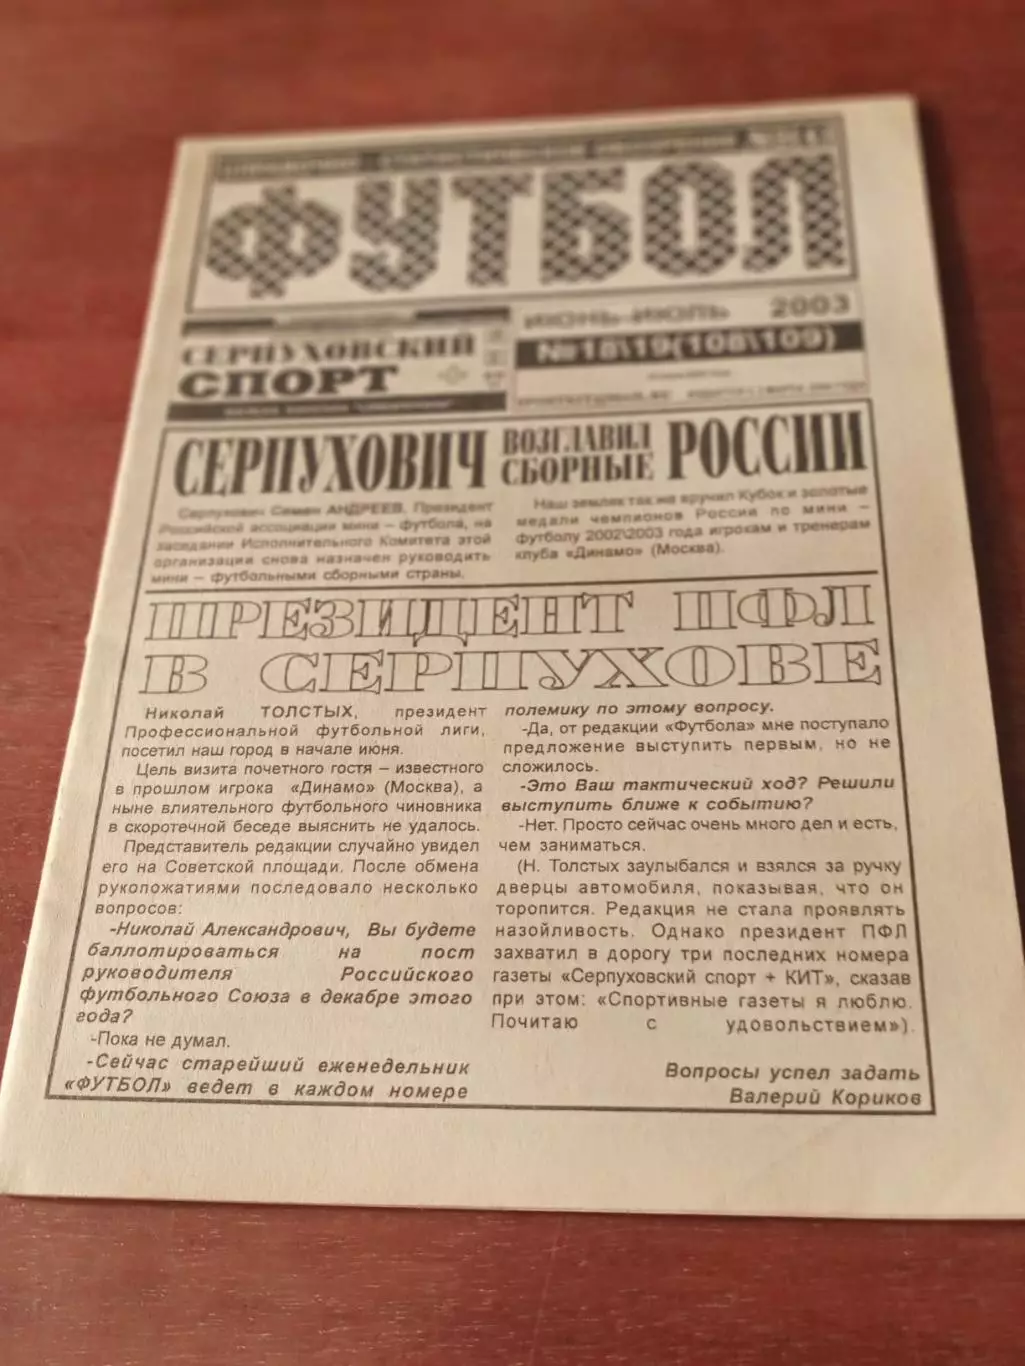 ФУТБОЛ
СЕРПУХОВСКИЙ
СПОРТ
ИЮНЬ-ИЮЛЬ 2003
№18\19(108\109)
СЕРПУХОВИЧ ВОЗГЛАВИЛ СБОРНЫЕ РОССИИ
Серпухович Семен АНДРЕЕВ, Президент
Российской ассоциации мини – футбола, на
заседании Исполнительного Комитета этой
организации снова назначен руководить
мини – футбольными сборными страны.
Наш земляк так же вручил Кубок и золотые
медали чемпионов России по мини –
футболу 2002\2003 года игрокам и тренерам
клуба «Динамо» (Москва).
ПРЕЗИДЕНТ ПФЛ
В СЕРПУХОВЕ
Николай ТОЛСТЫХ, президент
Профессиональной футбольной лиги,
посетил наш город в начале июня.
Цель визита почетного гостя – известного
в прошлом игрока «Динамо» (Москва), а
ныне влиятельного футбольного чиновника
в скоротечной беседе выяснить не удалось.
Представитель редакции случайно увидел
его на Советской площади. После обмена
рукопожатиями последовало несколько
вопросов:
-Николай Александрович, Вы будете
баллотироваться на пост
руководителя Российского
футбольного Союза в декабре этого
года?
-Пока не думал.
-Сейчас старейший еженедельник
«ФУТБОЛ» ведет в каждом номере
полемику по этому вопросу.
-Да, от редакции «Футбола» мне поступало
предложение выступить первым, но не
сложилось.
-Это Ваш тактический ход? Решили
выступить ближе к событию?
-Нет. Просто сейчас очень много дел и есть,
чем заниматься.
(Н. Толстых заулыбался и взялся за ручку
дверцы автомобиля, показывая, что он
торопится. Редакция не стала проявлять
назойливость. Однако президент ПФЛ
захватил в дорогу три последних номера
газеты «Серпуховский спорт + КИТ», сказав
при этом: «Спортивные газеты я люблю.
Почитаю с удовольствием»).
Вопросы успел задать
Валерий Кориков